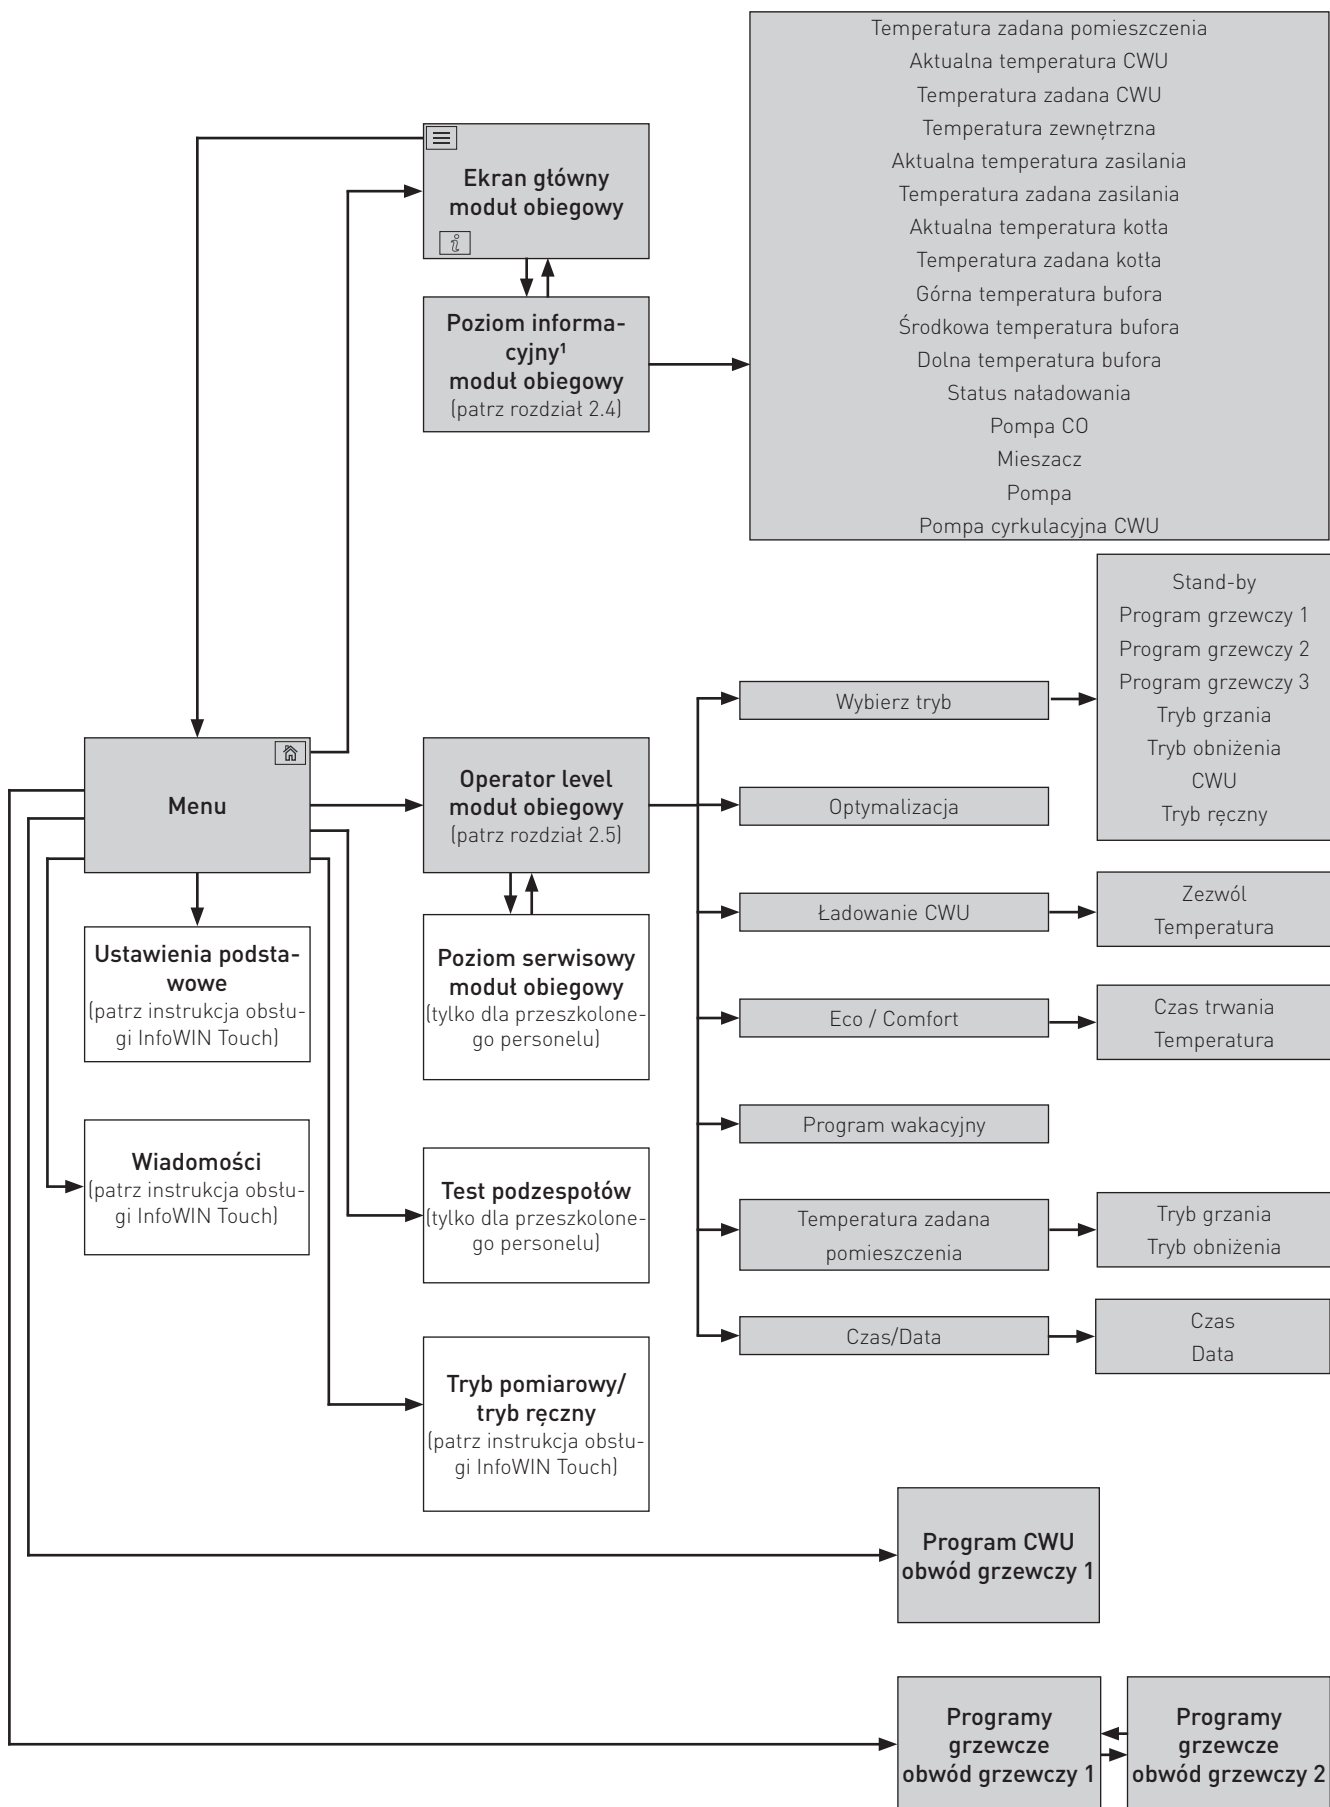 Temperatura zadana pomieszczenia
Aktualna temperatura CWU
Temperatura zadana CWU
Temperatura zewnętrzna
Aktualna temperatura zasilania
Temperatura zadana zasilania
Aktualna temperatura kotła
Temperatura zadana kotła
Górna temperatura bufora
Środkowa temperatura bufora
Dolna temperatura bufora
Status naładowania
Pompa CO
Mieszacz
Pompa
Pompa cyrkulacyjna CWU
Ekran główny
moduł obiegowy
i
Poziom informa-
cyjny¹
moduł obiegowy
(patrz rozdział 2.4)
Menu
Operator level
moduł obiegowy
(patrz rozdział 2.5)
Wybierz tryb
Stand-by
Program grzewczy 1
Program grzewczy 2
Program grzewczy 3
Tryb grzania
Tryb obniżenia
CWU
Tryb ręczny
Optymalizacja
Ładowanie CWU
Zezwól
Temperatura
Eco / Comfort
Czas trwania
Temperatura
Program wakacyjny
Temperatura zadana
pomieszczenia
Tryb grzania
Tryb obniżenia
Czas/Data
Czas
Data
Ustawienia podsta-
wowe
(patrz instrukcja obsłu-
gi InfoWIN Touch)
Poziom serwisowy
moduł obiegowy
(tylko dla przeszkolone-
go personelu)
Wiadomości
(patrz instrukcja obsłu-
gi InfoWIN Touch)
Test podzespołów
(tylko dla przeszkolone-
go personelu)
Tryb pomiarowy/
tryb ręczny
(patrz instrukcja obsłu-
gi InfoWIN Touch)
Program CWU
obwód grzewczy 1
Programy
grzewcze
obwód grzewczy 1
Programy
grzewcze
obwód grzewczy 2